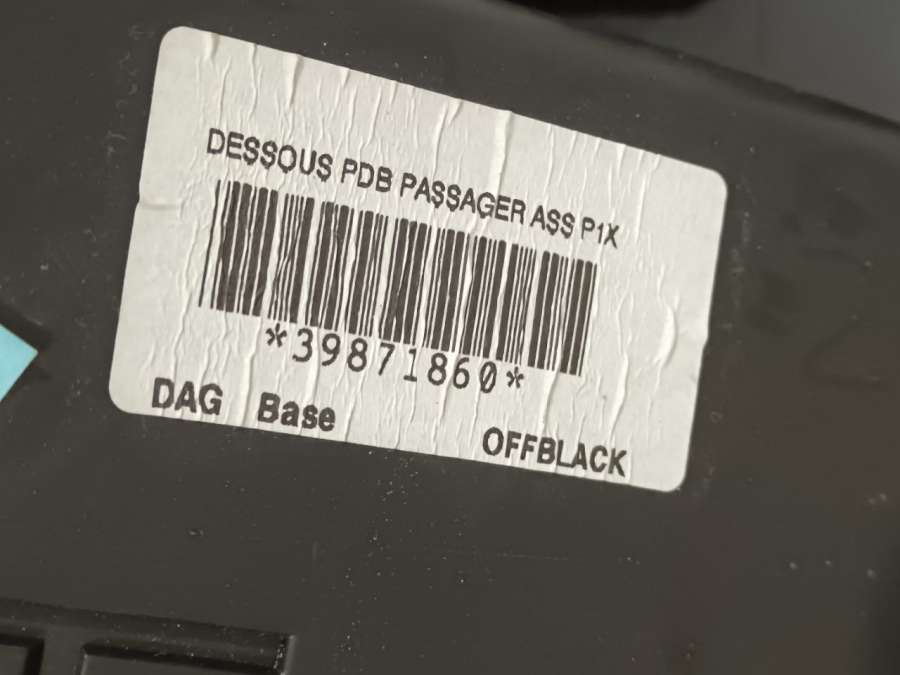 DESSOUS PDB PASSAGER ASS P1X
*39871860*
DAG Base OFFBLACK